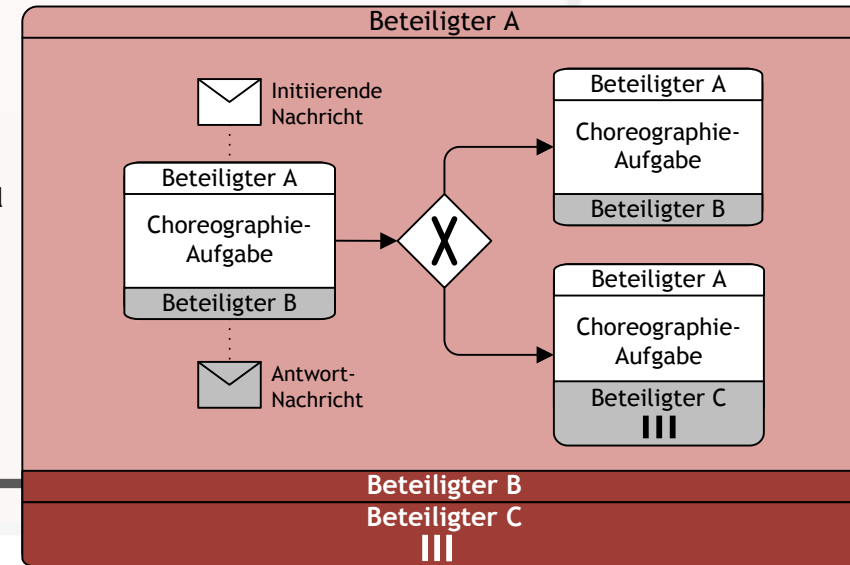 Beteiligter A
Initiierende
Nachricht
Beteiligter A
Choreographie-
Aufgabe
Beteiligter B
Antwort-
Nachricht
X
Beteiligter A
Choreographie-
Aufgabe
Beteiligter B
Beteiligter A
Choreographie-
Aufgabe
Beteiligter C
Beteiligter B
Beteiligter C